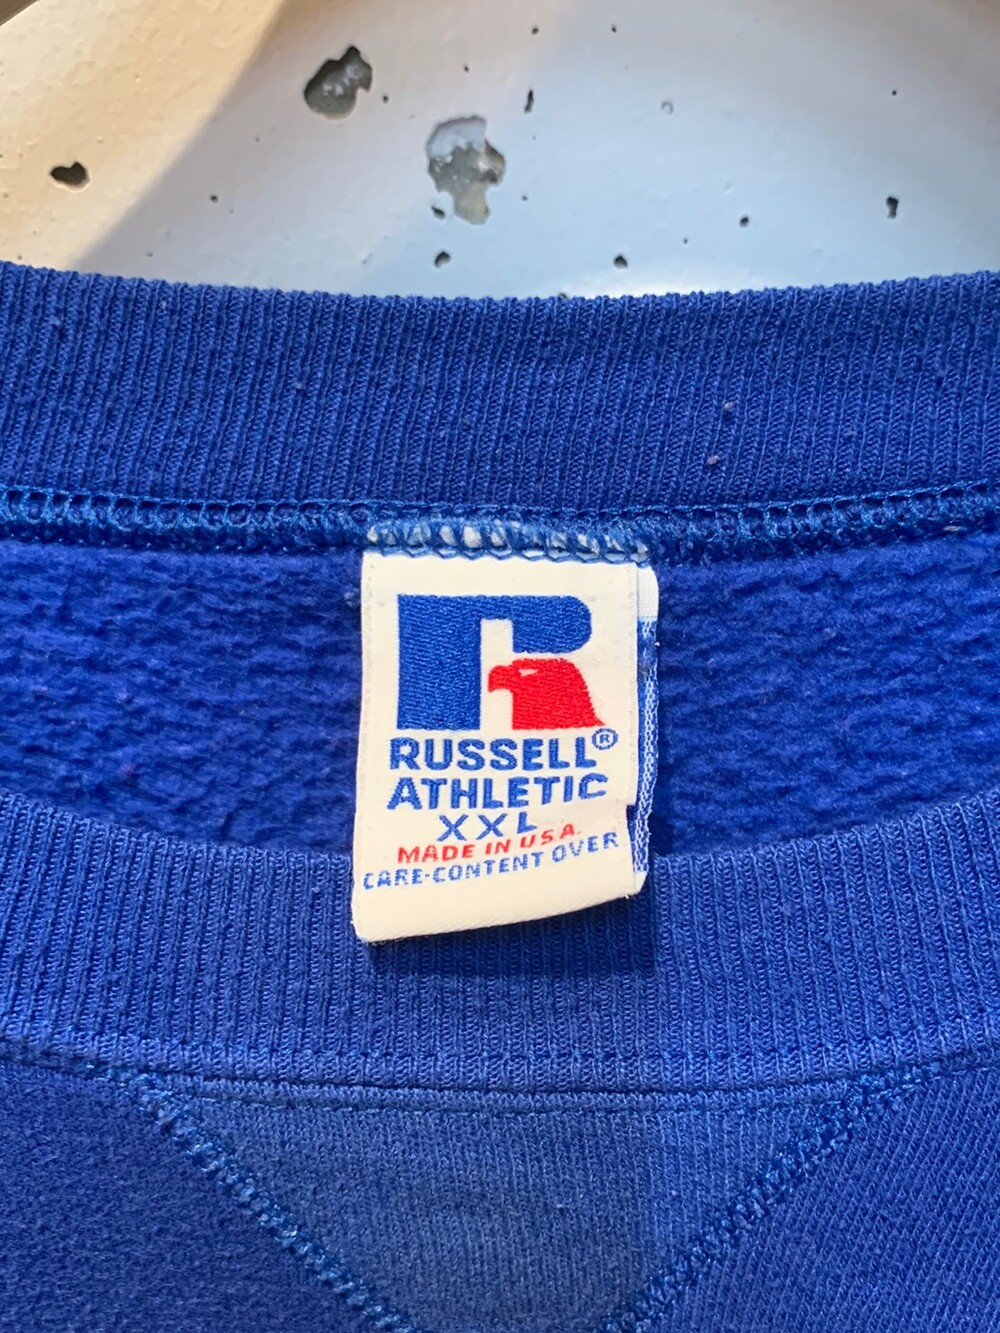 RUSSELL®
ATHLETIC
XXL
MADE IN U.S.A.
CARE-CONTENT OVER